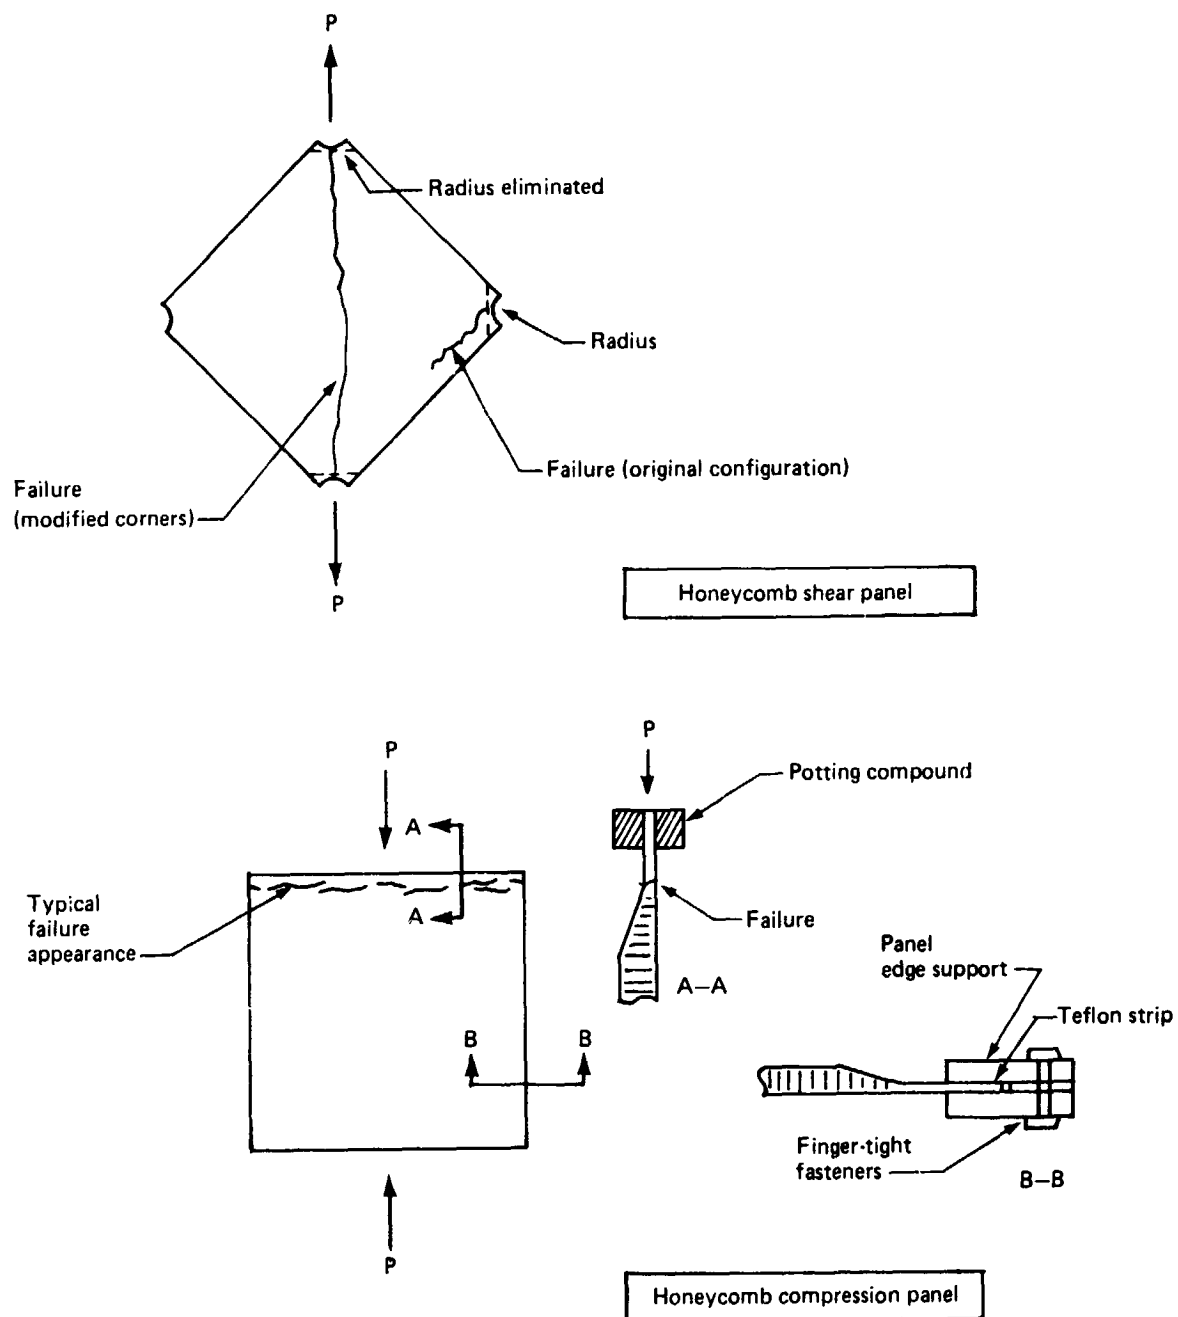 P
Radius eliminated
Radius
Failure (original configuration)
Failure
(modified corners)
P
Honeycomb shear panel
P
P
Potting compound
A
Typical
failure
appearance
A
Failure
A–A
Panel
edge support
Teflon strip
B
B
Finger-tight
fasteners
B–B
P
Honeycomb compression panel